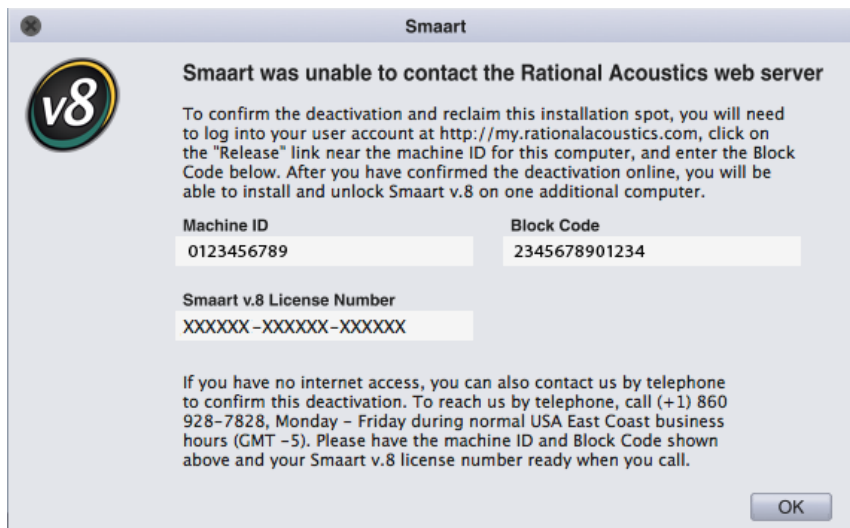 Smaart
v8
Smaart was unable to contact the Rational Acoustics web server
To confirm the deactivation and reclaim this installation spot, you will need
to log into your user account at http://my.rationalacoustics.com, click on
the "Release" link near the machine ID for this computer, and enter the Block
Code below. After you have confirmed the deactivation online, you will be
able to install and unlock Smaart v.8 on one additional computer.
Machine ID
Block Code
0123456789
2345678901234
Smaart v.8 License Number
XXXXXX-XXXXXX-XXXXXX
If you have no internet access, you can also contact us by telephone
to confirm this deactivation. To reach us by telephone, call (+1) 860
928-7828, Monday - Friday during normal USA East Coast business
hours (GMT -5). Please have the machine ID and Block Code shown
above and your Smaart v.8 license number ready when you call.
OK